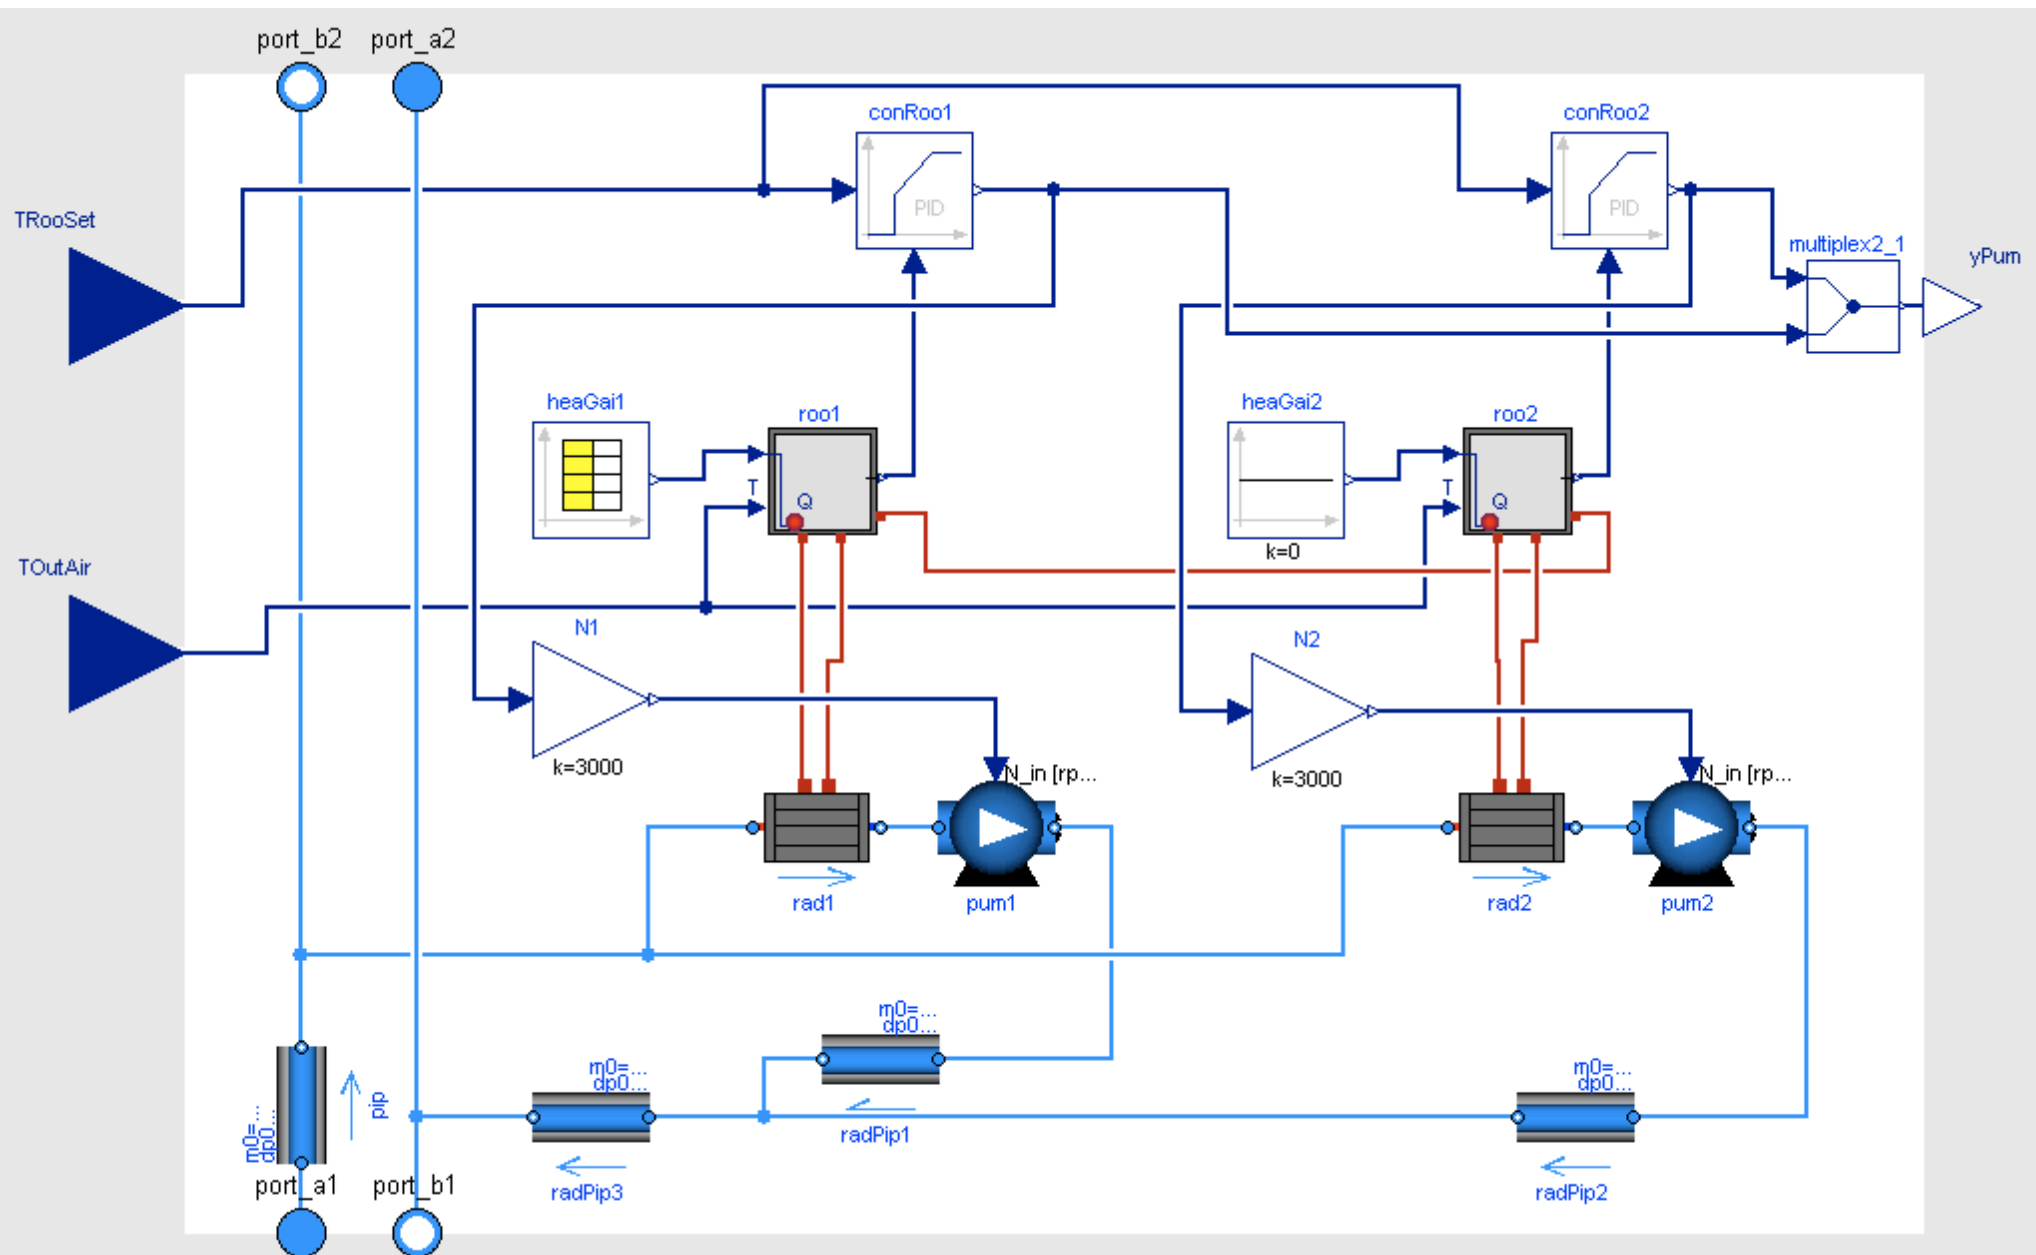 port_b2
port_a2
conRoo1
conRoo2
PID
PID
TRooSet
multiplex2_1
yPum
heaGai1
roo1
heaGai2
roo2
T
Q
T
Q
k=0
TOutAir
N1
N2
k=3000
N_in [rp...
k=3000
N_in [rp...
rad1
pum1
rad2
pum2
m0=...
dp0...
m0=...
dp0...
m0=...
dp0...
m0=...
dp0...
pip
radPip1
port_a1
port_b1
radPip3
radPip2